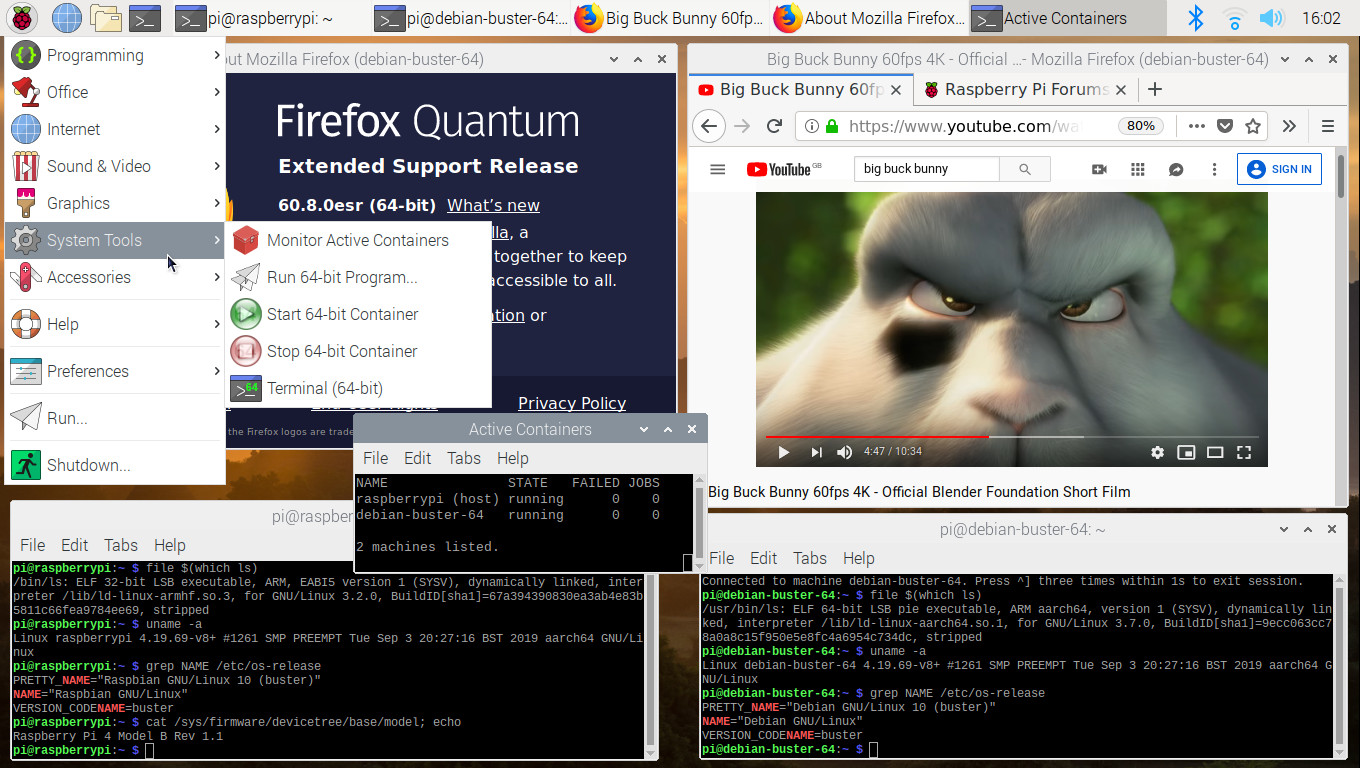 pi@raspberrypi: ~
pi@debian-buster-64:...
Big Buck Bunny 60fp...
About Mozilla Firefox...
Active Containers
16:02
Programming
Office
Internet
Sound & Video
Graphics
System Tools
Accessories
Help
Preferences
Run...
Shutdown...
Monitor Active Containers
Run 64-bit Program...
Start 64-bit Container
Stop 64-bit Container
Terminal (64-bit)
out Mozilla Firefox (debian-buster-64)
Firefox Quantum
Extended Support Release
60.8.0esr (64-bit) What's new
lla, a
together to keep
accessible to all.
ation or
Privacy Policy
the Firefox logos are trade
Big Buck Bunny 60fps 4K - Official ...- Mozilla Firefox (debian-buster-64)
Big Buck Bunny 60fp
Raspberry Pi Forums
https://www.youtube.com/wa
80%
YouTube GB
big buck bunny
SIGN IN
4:47 / 10:34
Big Buck Bunny 60fps 4K - Official Blender Foundation Short Film
Active Containers
File Edit Tabs Help
NAME STATE FAILED JOBS
raspberrypi (host) running 0 0
debian-buster-64 running 0 0
2 machines listed.
pi@raspber
File Edit Tabs Help
pi@raspberrypi:~ $ file $(which ls)
/bin/ls: ELF 32-bit LSB executable, ARM, EABI5 version 1 (SYSV), dynamically linked, inter
preter /lib/ld-linux-armhf.so.3, for GNU/Linux 3.2.0, BuildID[sha1]=67a394390830ea3ab4e83b
5811c66fea9784ee69, stripped
pi@raspberrypi:~ $ uname -a
Linux raspberrypi 4.19.69-v8+ #1261 SMP PREEMPT Tue Sep 3 20:27:16 BST 2019 aarch64 GNU/Li
nux
pi@raspberrypi:~ $ grep NAME /etc/os-release
PRETTY_NAME="Raspbian GNU/Linux 10 (buster)"
NAME="Raspbian GNU/Linux"
VERSION_CODENAME=buster
pi@raspberrypi:~ $ cat /sys/firmware/devicetree/base/model; echo
Raspberry Pi 4 Model B Rev 1.1
pi@raspberrypi:~ $
pi@debian-buster-64: ~
File Edit Tabs Help
Connected to machine debian-buster-64. Press ^] three times within 1s to exit session.
pi@debian-buster-64:~ $ file $(which ls)
/usr/bin/ls: ELF 64-bit LSB pie executable, ARM aarch64, version 1 (SYSV), dynamically lin
ked, interpreter /lib/ld-linux-aarch64.so.1, for GNU/Linux 3.7.0, BuildID[sha1]=9ecc063cc7
8a0a8c15f950e5e8fc4a6954c734dc, stripped
pi@debian-buster-64:~ $ uname -a
Linux debian-buster-64 4.19.69-v8+ #1261 SMP PREEMPT Tue Sep 3 20:27:16 BST 2019 aarch64 G
NU/Linux
pi@debian-buster-64:~ $ grep NAME /etc/os-release
PRETTY_NAME="Debian GNU/Linux 10 (buster)"
NAME="Debian GNU/Linux"
VERSION_CODENAME=buster
pi@debian-buster-64:~ $